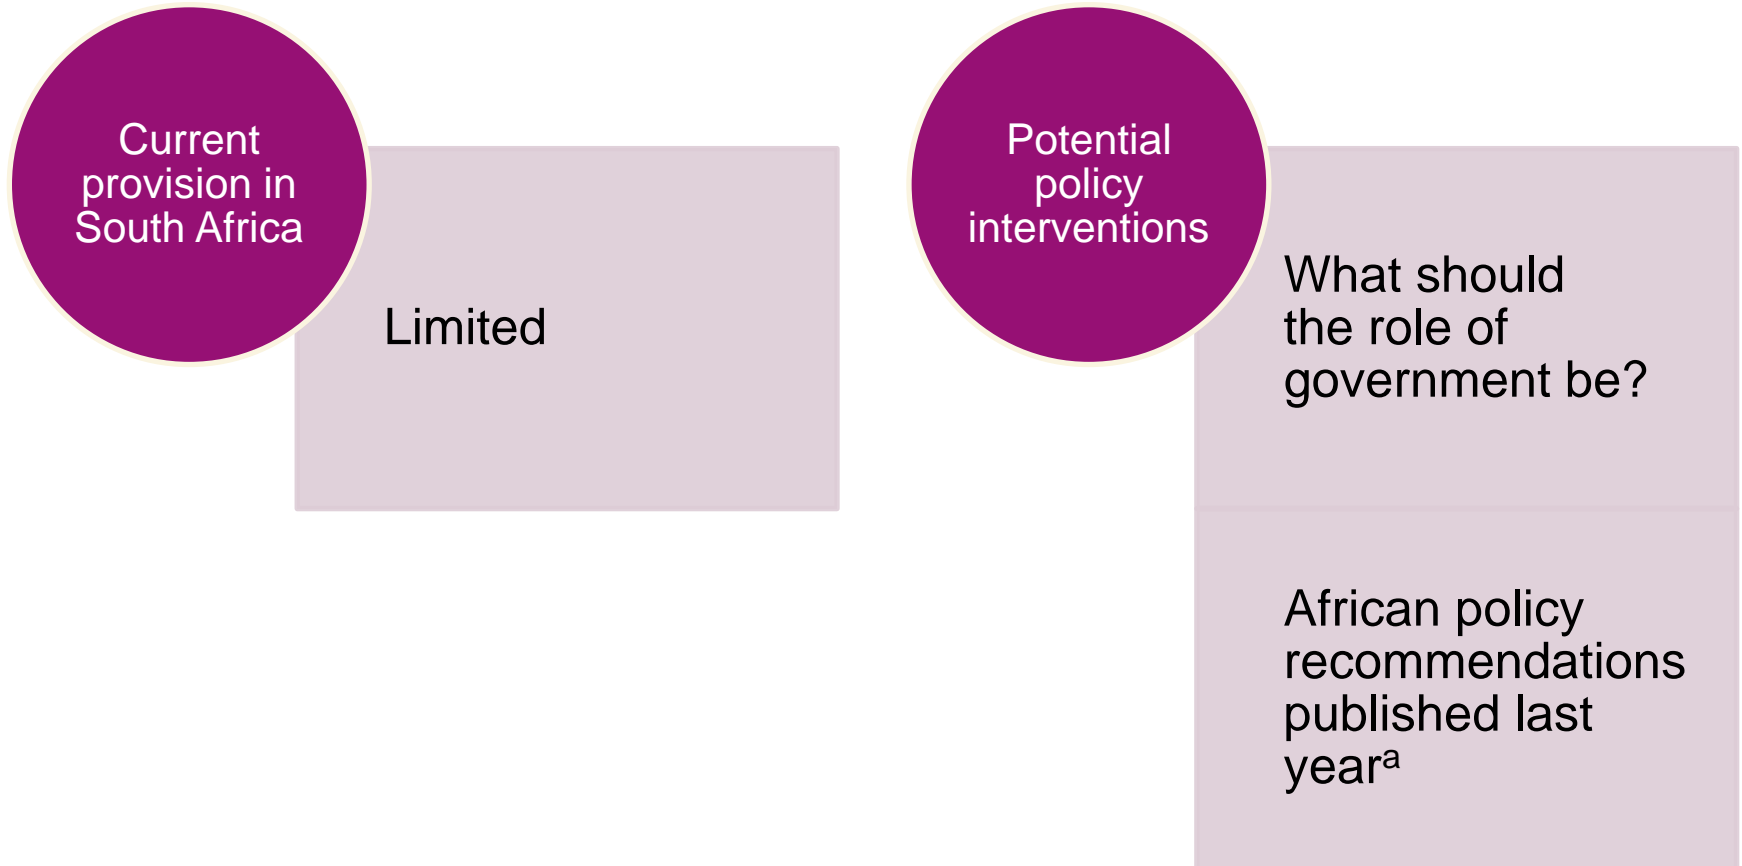 Current
provision in
South Africa
Limited
Potential
policy
interventions
What should
the role of
government be?
African policy
recommendations
published last
yearᵃ